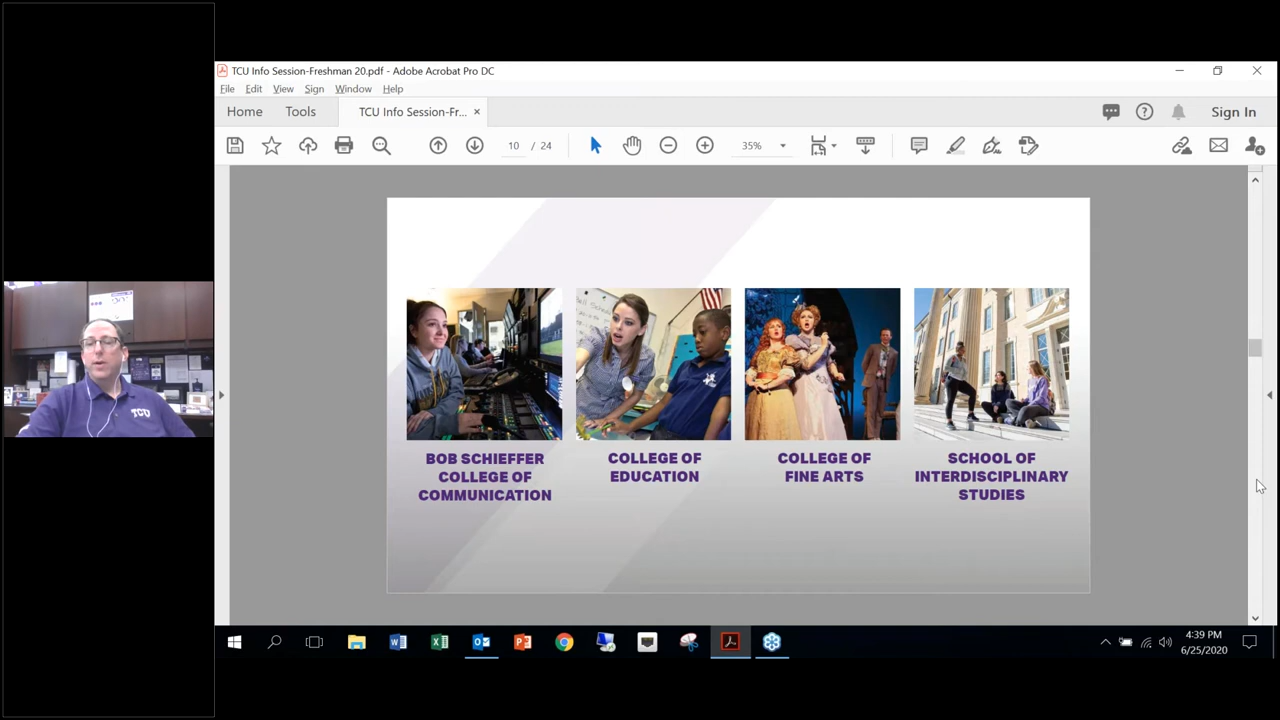 TCU Info Session-Freshman 20.pdf - Adobe Acrobat Pro DC
File Edit View Sign Window Help
Home Tools TCU Info Session-Fr... × Sign In
10 / 24 35%
BOB SCHIEFFER
COLLEGE OF
COMMUNICATION
COLLEGE OF
EDUCATION
COLLEGE OF
FINE ARTS
SCHOOL OF
INTERDISCIPLINARY
STUDIES
TCU
4:39 PM
6/25/2020